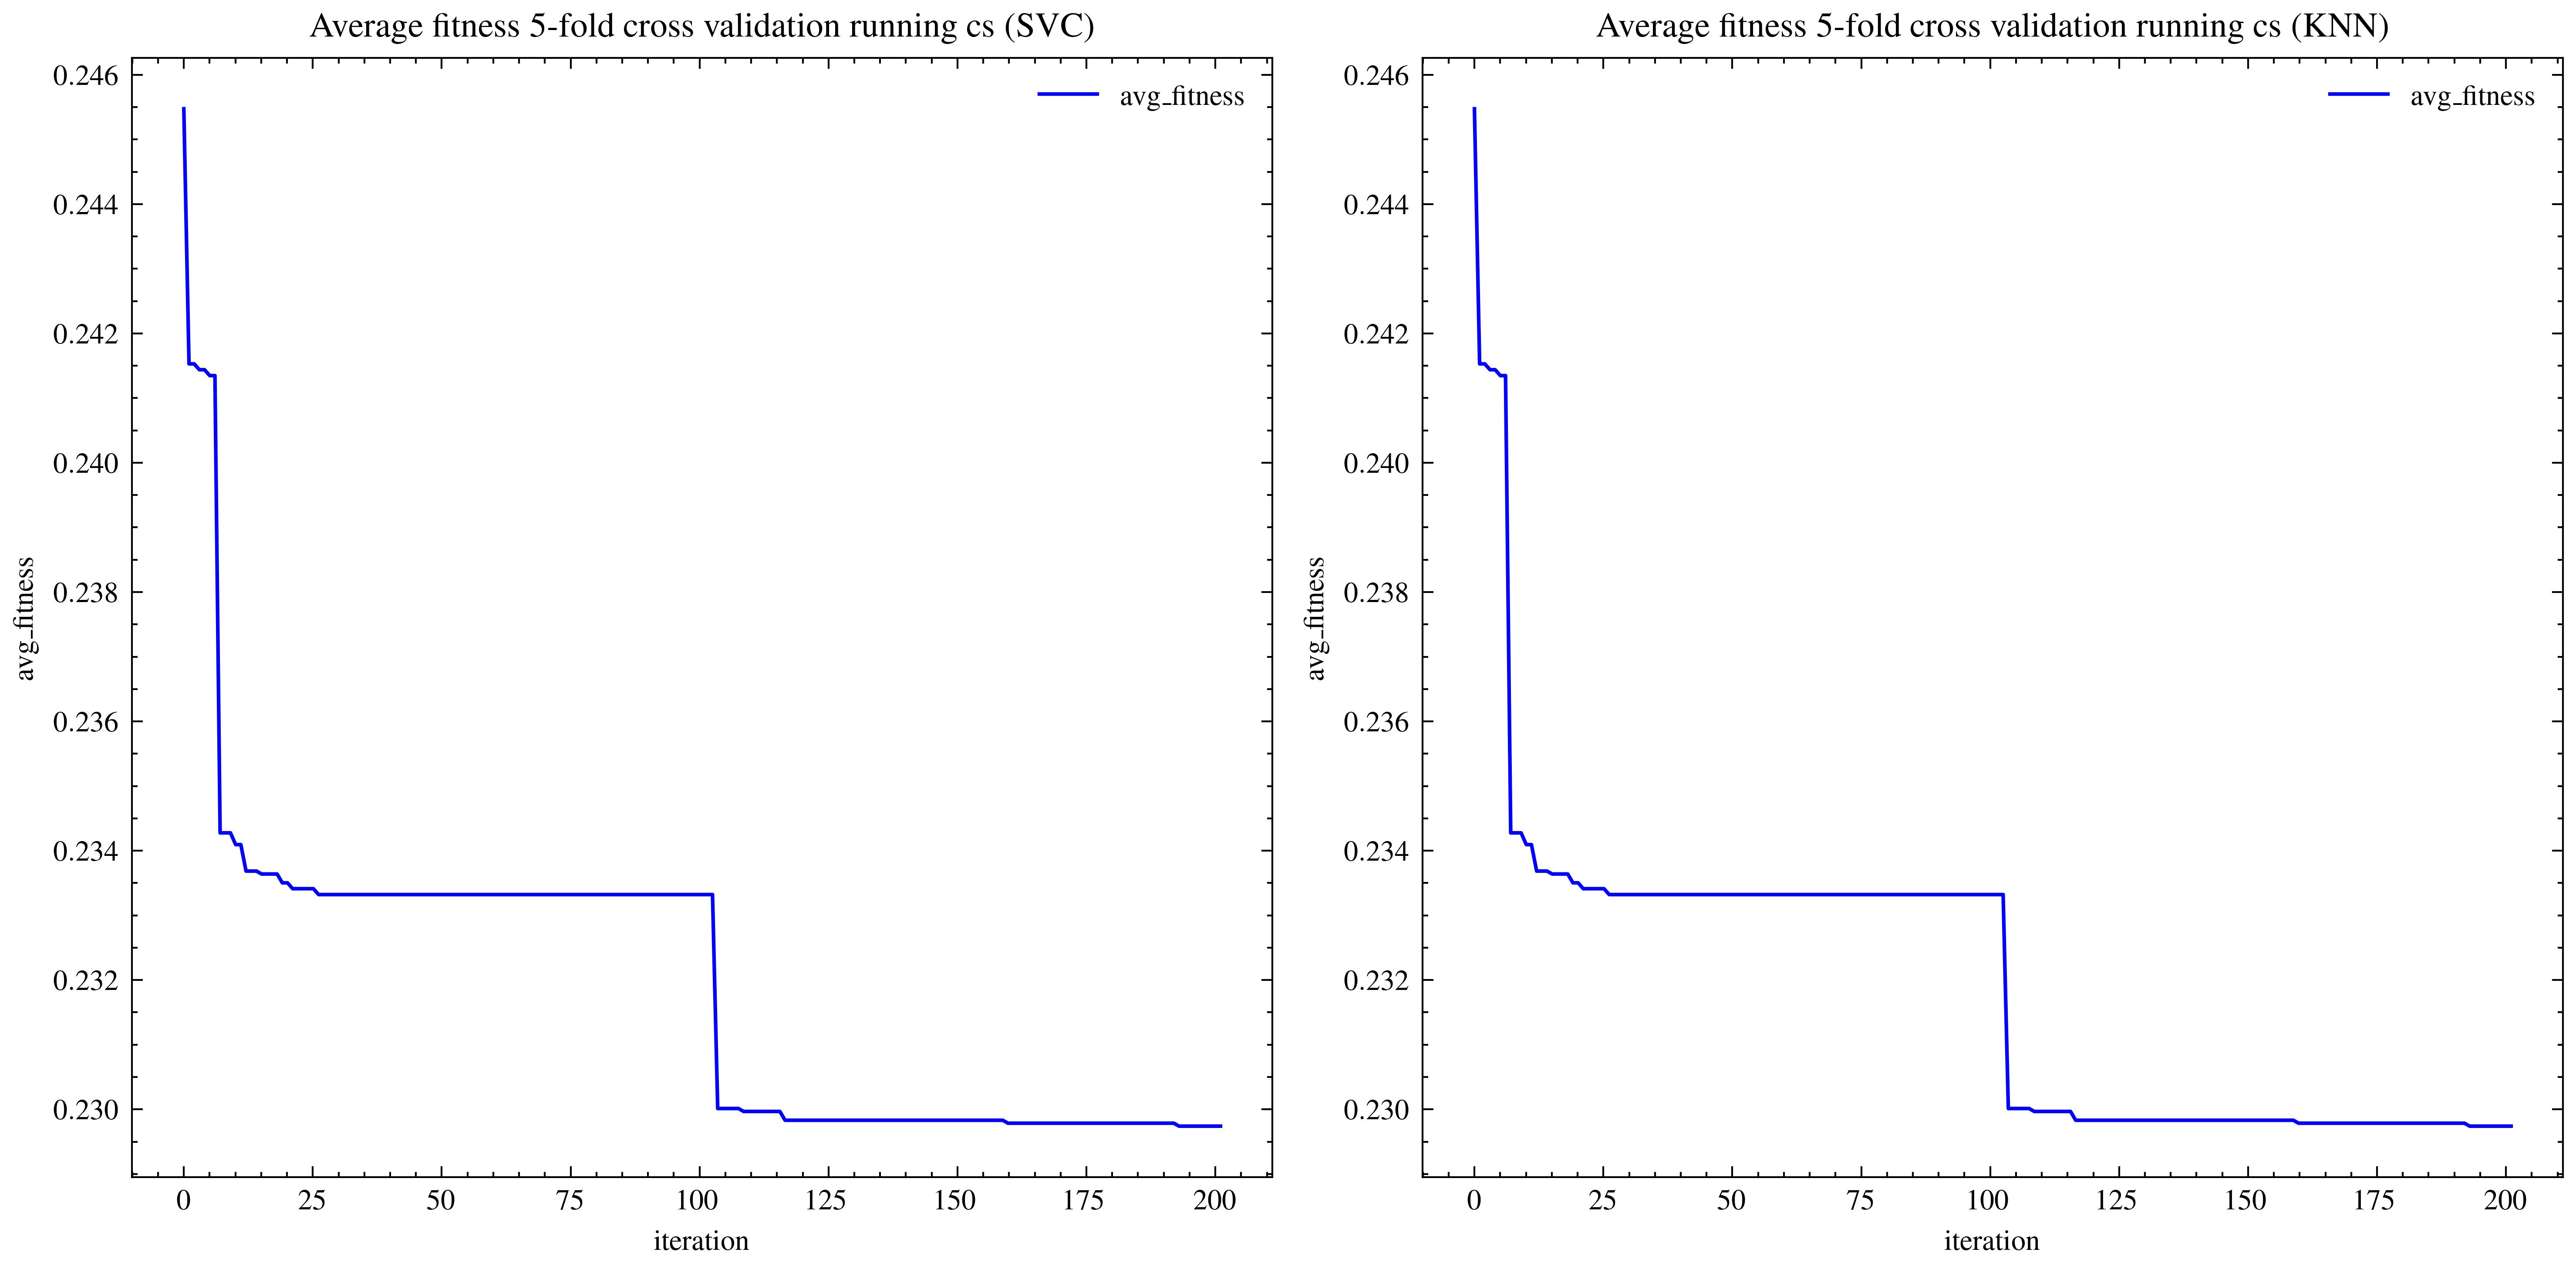 Average fitness 5-fold cross validation running cs (SVC)
avg_fitness
0.246
0.244
0.242
0.240
0.238
0.236
0.234
0.232
0.230
avg_fitness
0 25 50 75 100 125 150 175 200
iteration
Average fitness 5-fold cross validation running cs (KNN)
avg_fitness
0.246
0.244
0.242
0.240
0.238
0.236
0.234
0.232
0.230
avg_fitness
0 25 50 75 100 125 150 175 200
iteration